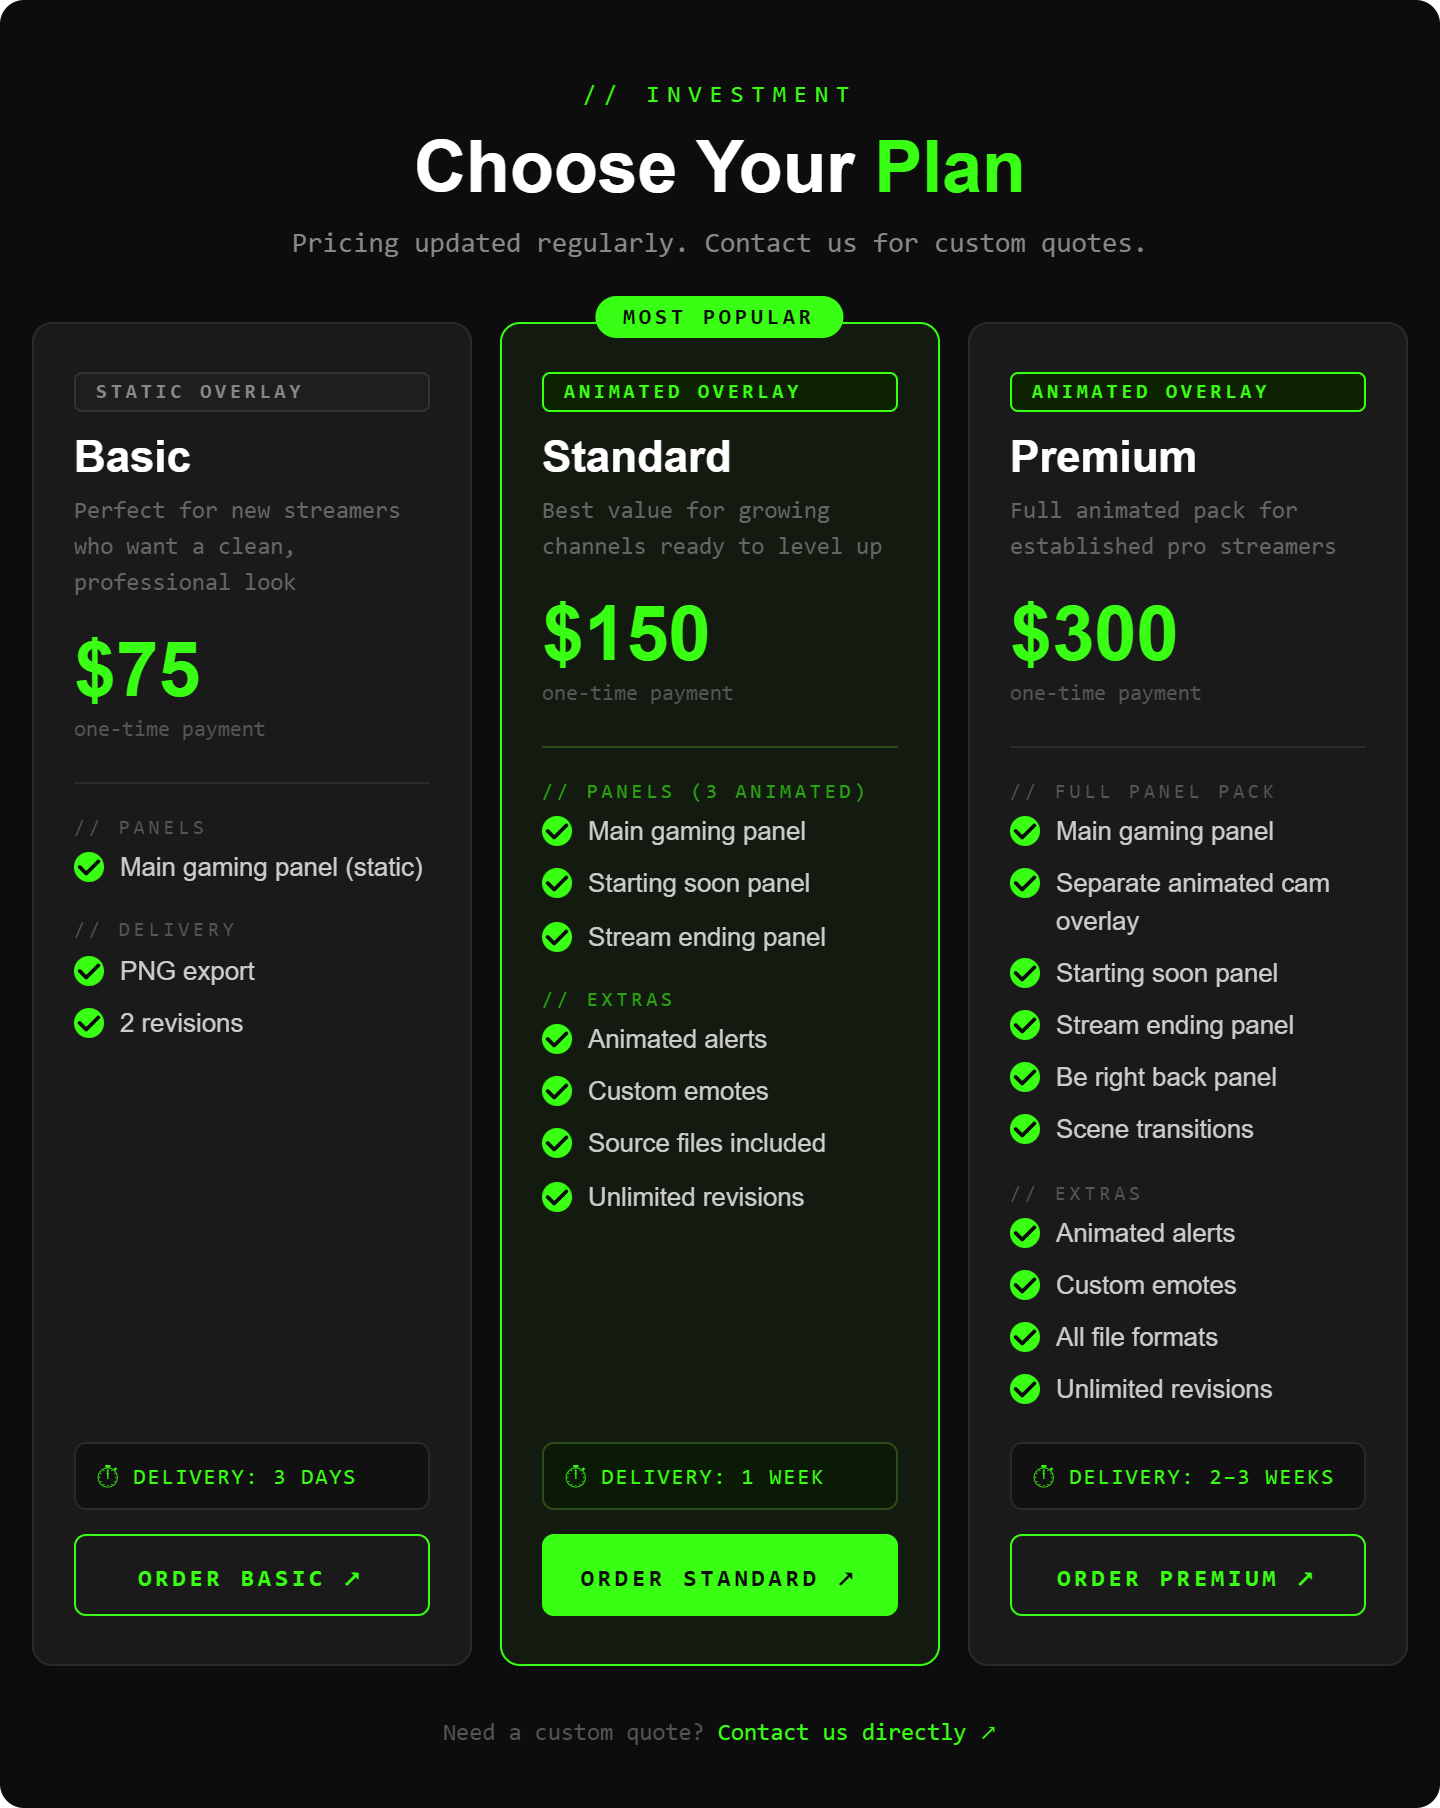 // INVESTMENT
Choose Your Plan
Pricing updated regularly. Contact us for custom quotes.
STATIC OVERLAY
Basic
Perfect for new streamers
who want a clean,
professional look
$75
one-time payment
// PANELS
Main gaming panel (static)
// DELIVERY
PNG export
2 revisions
⏱ DELIVERY: 3 DAYS
ORDER BASIC ↗
MOST POPULAR
ANIMATED OVERLAY
Standard
Best value for growing
channels ready to level up
$150
one-time payment
// PANELS (3 ANIMATED)
Main gaming panel
Starting soon panel
Stream ending panel
// EXTRAS
Animated alerts
Custom emotes
Source files included
Unlimited revisions
⏱ DELIVERY: 1 WEEK
ORDER STANDARD ↗
ANIMATED OVERLAY
Premium
Full animated pack for
established pro streamers
$300
one-time payment
// FULL PANEL PACK
Main gaming panel
Separate animated cam
overlay
Starting soon panel
Stream ending panel
Be right back panel
Scene transitions
// EXTRAS
Animated alerts
Custom emotes
All file formats
Unlimited revisions
⏱ DELIVERY: 2–3 WEEKS
ORDER PREMIUM ↗
Need a custom quote? Contact us directly ↗